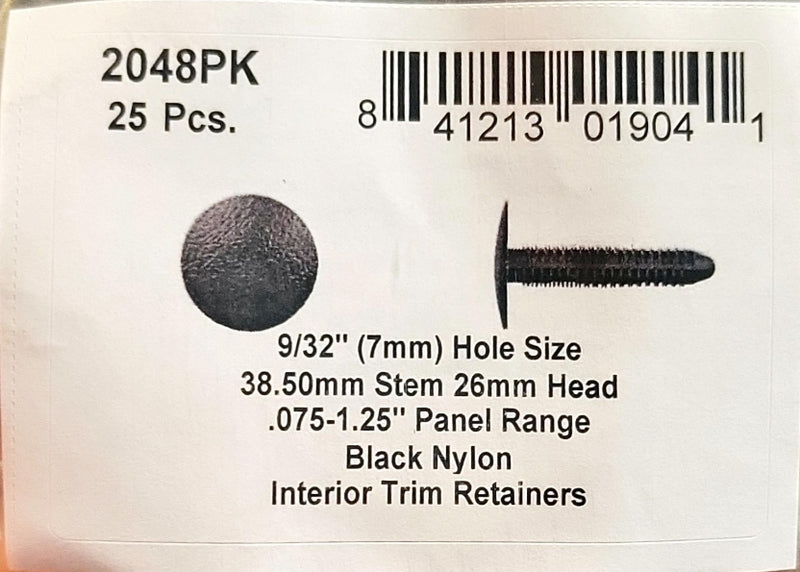 2048PK
25 Pcs.
8 41213 01904 1
9/32" (7mm) Hole Size
38.50mm Stem 26mm Head
.075-1.25" Panel Range
Black Nylon
Interior Trim Retainers